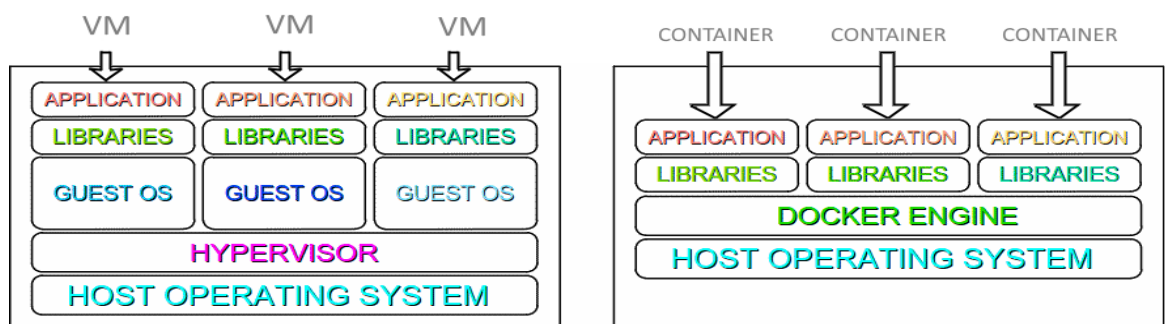 VM VM VM
APPLICATION APPLICATION APPLICATION
LIBRARIES LIBRARIES LIBRARIES
GUEST OS GUEST OS GUEST OS
HYPERVISOR
HOST OPERATING SYSTEM
CONTAINER CONTAINER CONTAINER
APPLICATION APPLICATION APPLICATION
LIBRARIES LIBRARIES LIBRARIES
DOCKER ENGINE
HOST OPERATING SYSTEM